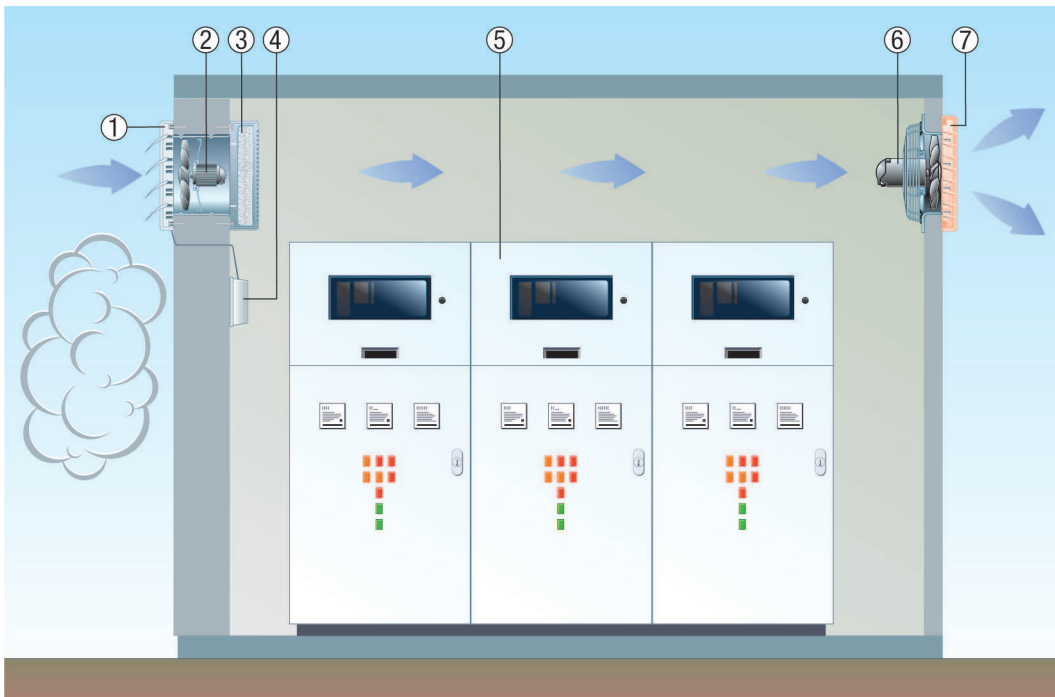 ② ③ ④ ⑤ ⑥ ⑦
①